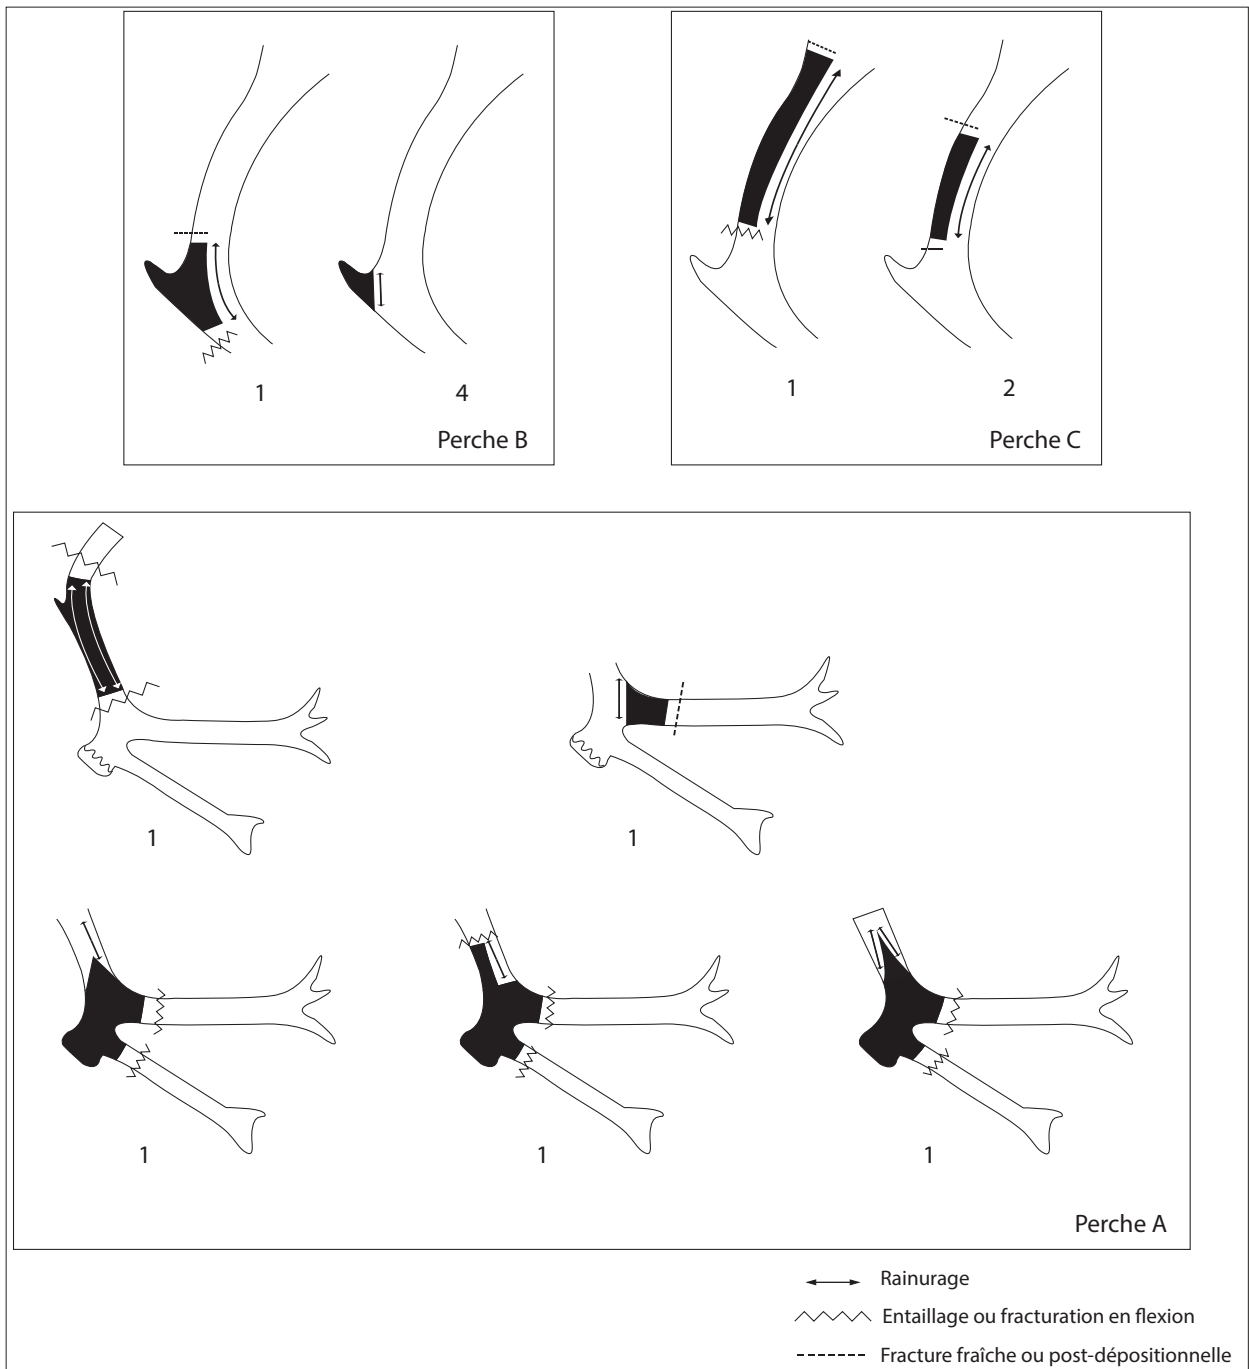 1
4
Perche B
1
2
Perche C
1
1
1
1
1
Perche A
Rainurage
Entaillage ou fracturation en flexion
Fracture fraîche ou post-dépositionnelle